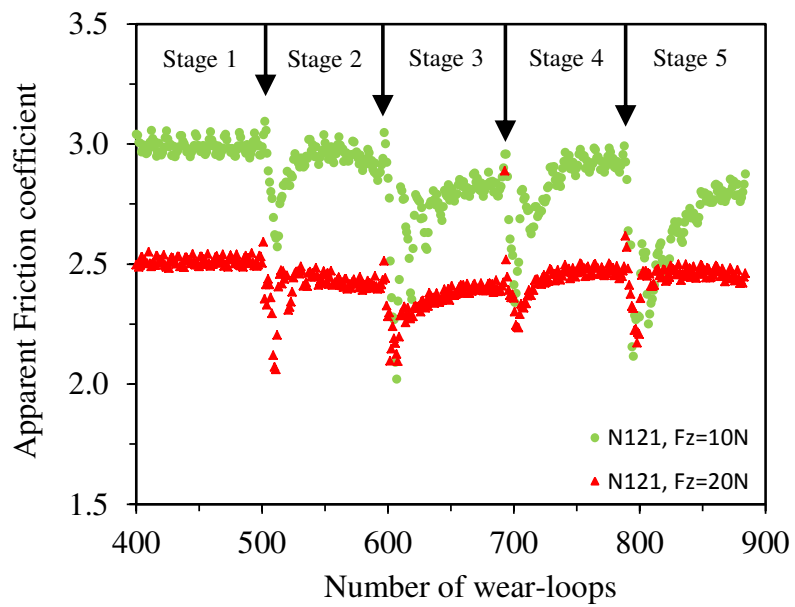 3.5
Stage 1
Stage 2
Stage 3
Stage 4
Stage 5
3.0
2.5
2.0
1.5
Apparent Friction coefficient
N121, Fz=10N
N121, Fz=20N
400
500
600
700
800
900
Number of wear-loops